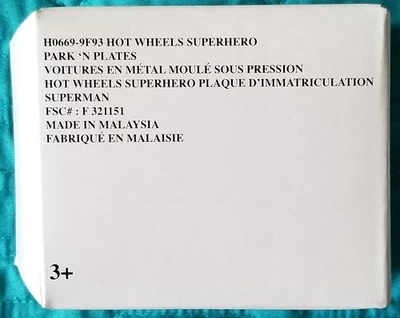 H0669-9F93 HOT WHEELS SUPERHERO
PARK ‘N PLATES
VOITURES EN MÉTAL MOULÉ SOUS PRESSION
HOT WHEELS SUPERHERO PLAQUE D’IMMATRICULATION
SUPERMAN
FSC# : F 321151
MADE IN MALAYSIA
FABRIQUÉ EN MALAISIE
3+